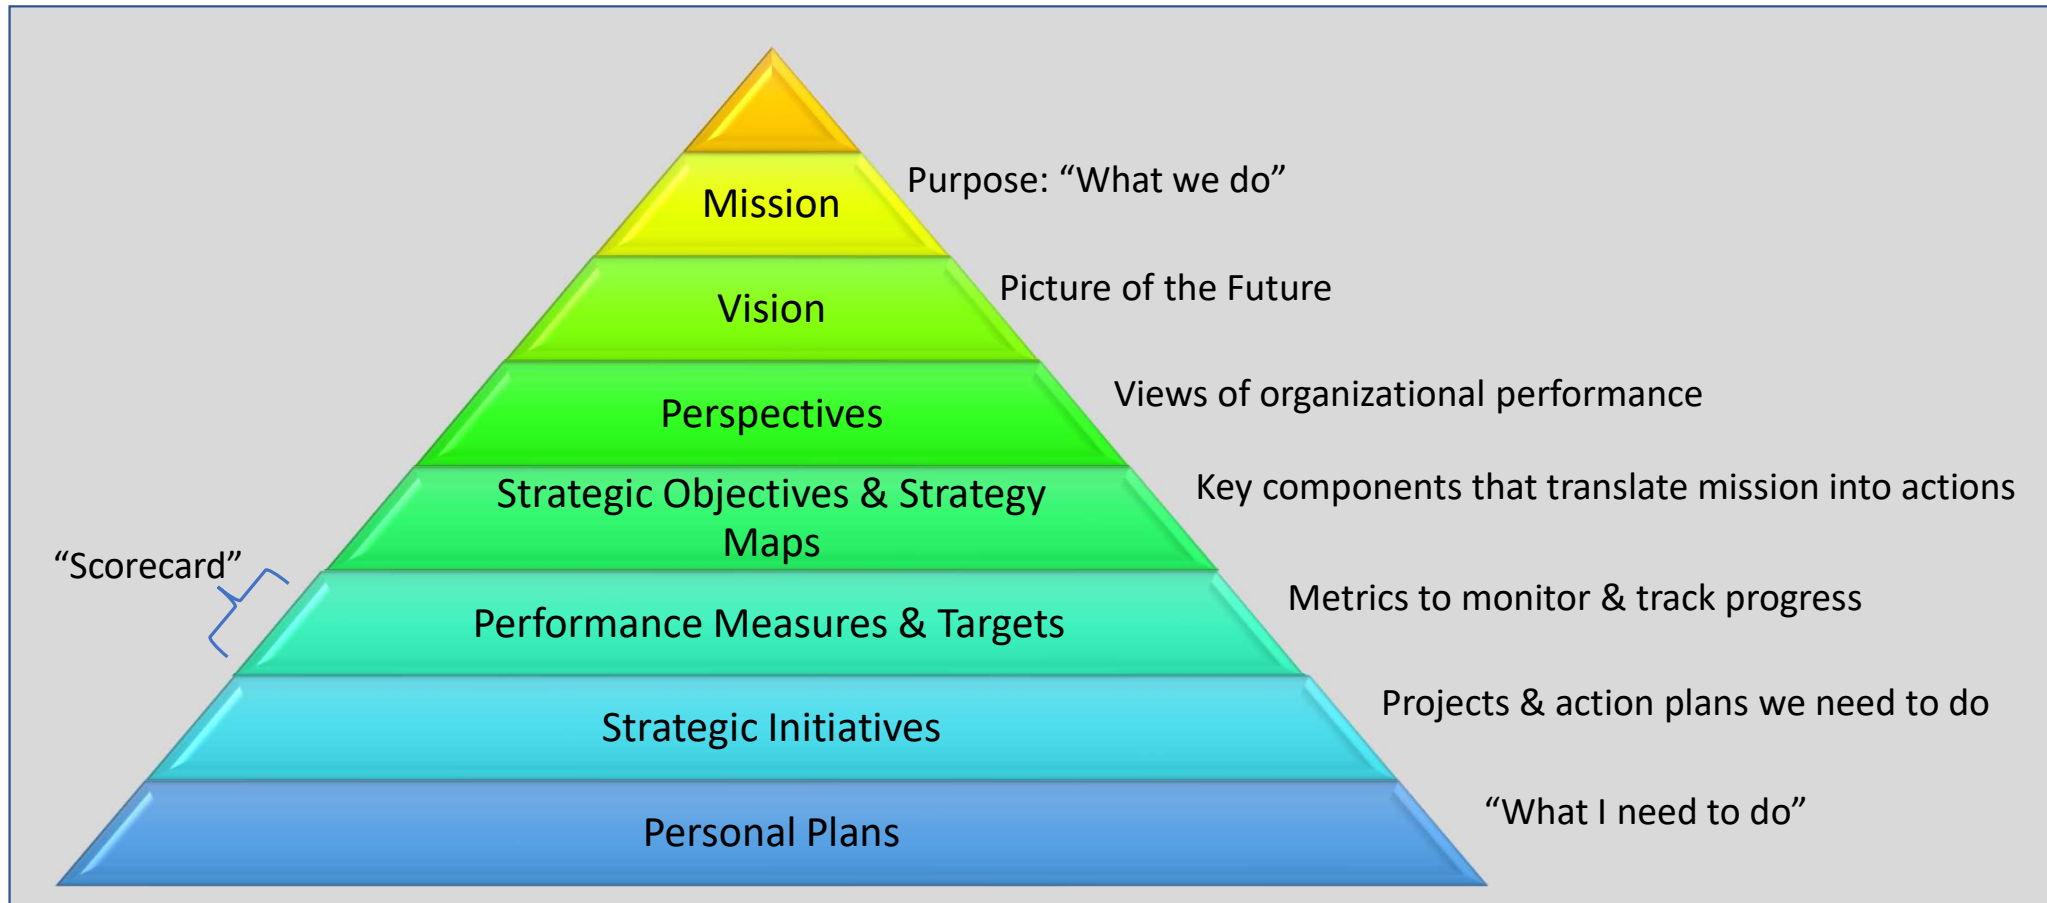 Mission
Purpose: “What we do”
Vision
Picture of the Future
Perspectives
Views of organizational performance
Strategic Objectives & Strategy
Maps
Key components that translate mission into actions
“Scorecard”
Performance Measures & Targets
Metrics to monitor & track progress
Strategic Initiatives
Projects & action plans we need to do
Personal Plans
“What I need to do”